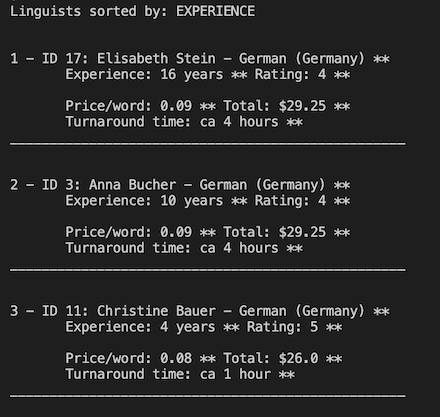 Linguists sorted by: EXPERIENCE
1 – ID 17: Elisabeth Stein – German (Germany) **
Experience: 16 years ** Rating: 4 **
Price/word: 0.09 ** Total: $29.25 **
Turnaround time: ca 4 hours **
__________________________________________________
2 – ID 3: Anna Bucher – German (Germany) **
Experience: 10 years ** Rating: 4 **
Price/word: 0.09 ** Total: $29.25 **
Turnaround time: ca 4 hours **
__________________________________________________
3 – ID 11: Christine Bauer – German (Germany) **
Experience: 4 years ** Rating: 5 **
Price/word: 0.08 ** Total: $26.0 **
Turnaround time: ca 1 hour **
__________________________________________________